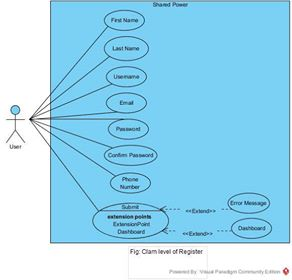 Shared Power
First Name
Last Name
Username
Email
Password
Confirm Password
Phone
Number
User
Submit
extension points
ExtensionPoint
Dashboard
<<Extend>>
Error Message
<<Extend>>
Dashboard
Fig: Clam level of Register
Powered By Visual Paradigm Community Edition